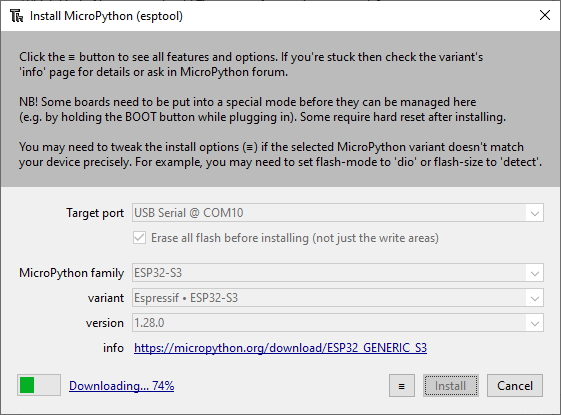 Install MicroPython (esptool)
Click the ≡ button to see all features and options. If you're stuck then check the variant's
'info' page for details or ask in MicroPython forum.
NB! Some boards need to be put into a special mode before they can be managed here
(e.g. by holding the BOOT button while plugging in). Some require hard reset after installing.
You may need to tweak the install options (≡) if the selected MicroPython variant doesn't match
your device precisely. For example, you may need to set flash-mode to 'dio' or flash-size to 'detect'.
Target port USB Serial @ COM10
Erase all flash before installing (not just the write areas)
MicroPython family ESP32-S3
variant Espressif • ESP32-S3
version 1.28.0
info https://micropython.org/download/ESP32_GENERIC_S3
Downloading... 74% ≡ Install Cancel